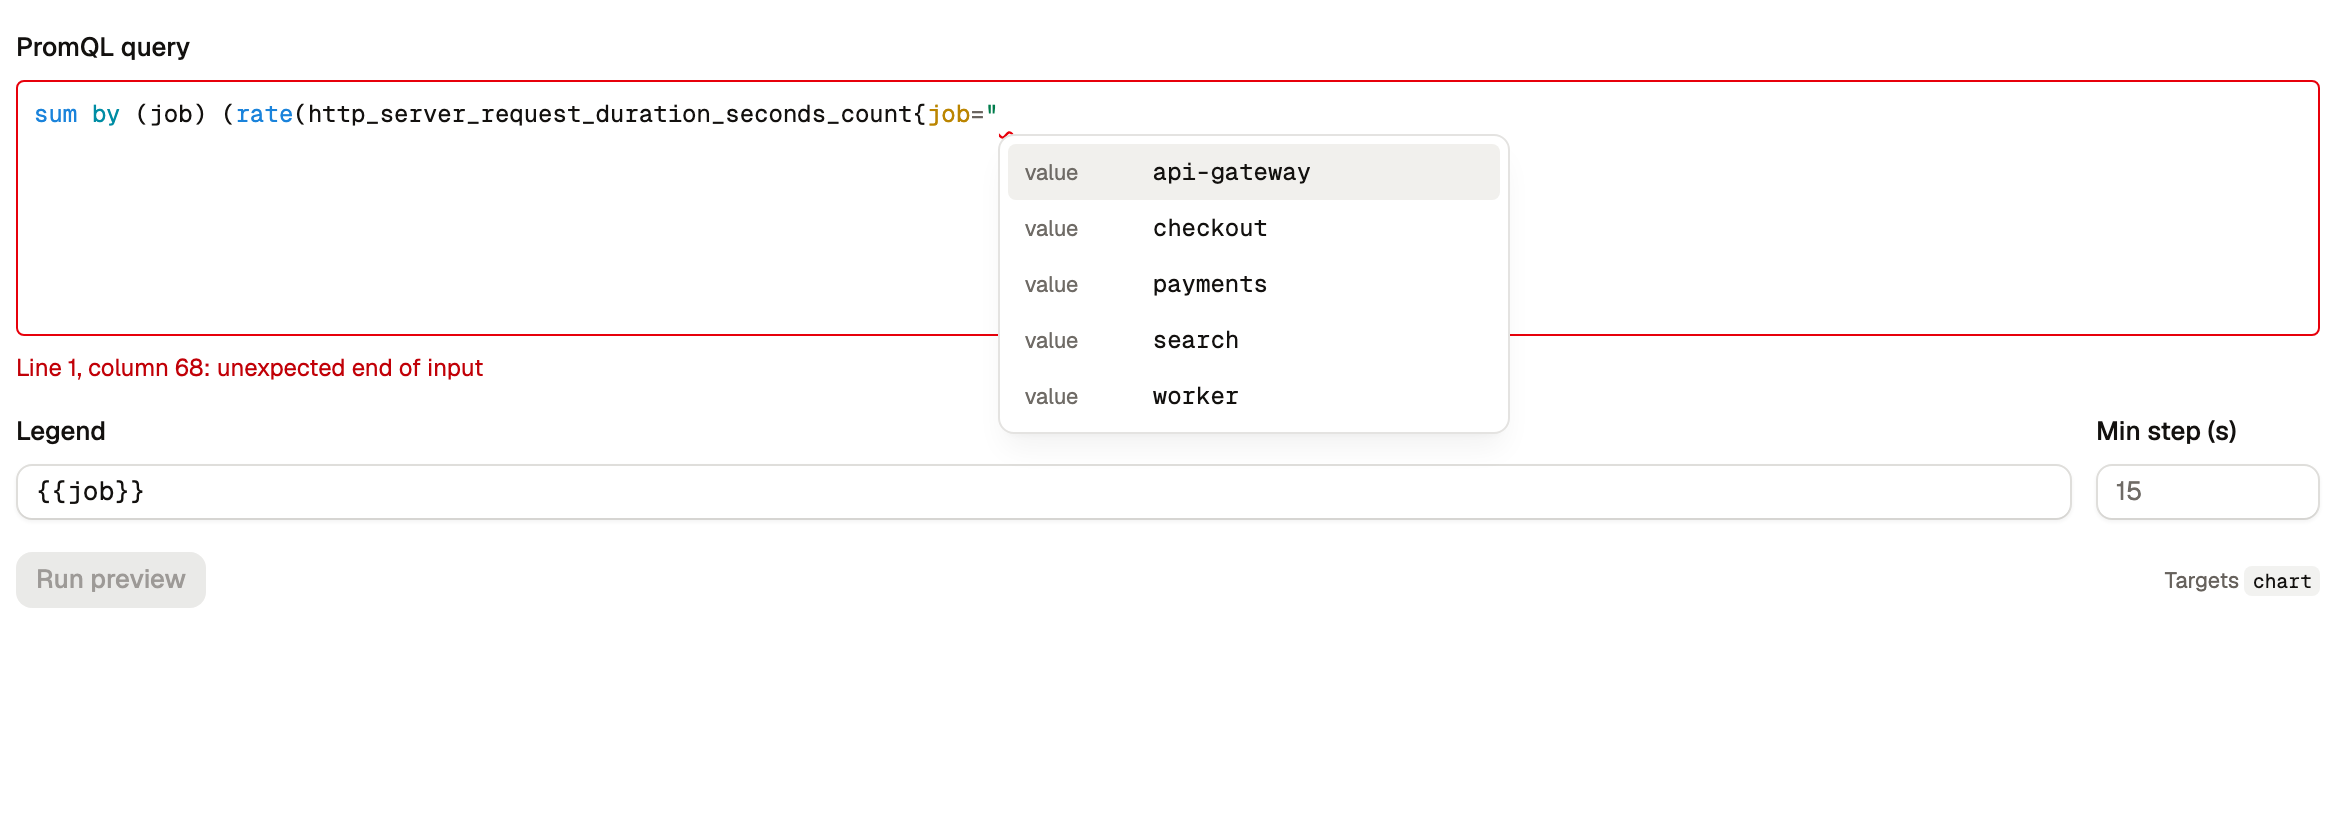 PromQL query
sum by (job) (rate(http_server_request_duration_seconds_count{job="
value api-gateway
value checkout
value payments
value search
value worker
Line 1, column 68: unexpected end of input
Legend
Min step (s)
{{job}}
15
Run preview
Targets chart